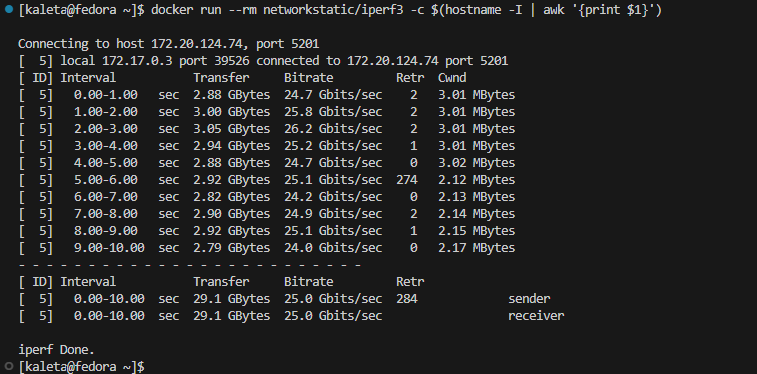 [kaleta@fedora ~]$ docker run --rm networkstatic/iperf3 -c $(hostname -I | awk '{print $1}')
Connecting to host 172.20.124.74, port 5201
[  5] local 172.17.0.3 port 39526 connected to 172.20.124.74 port 5201
[ ID] Interval           Transfer     Bitrate         Retr  Cwnd
[  5]   0.00-1.00   sec  2.88 GBytes  24.7 Gbits/sec    2   3.01 MBytes
[  5]   1.00-2.00   sec  3.00 GBytes  25.8 Gbits/sec    2   3.01 MBytes
[  5]   2.00-3.00   sec  3.05 GBytes  26.2 Gbits/sec    2   3.01 MBytes
[  5]   3.00-4.00   sec  2.94 GBytes  25.2 Gbits/sec    1   3.01 MBytes
[  5]   4.00-5.00   sec  2.88 GBytes  24.7 Gbits/sec    0   3.02 MBytes
[  5]   5.00-6.00   sec  2.92 GBytes  25.1 Gbits/sec  274   2.12 MBytes
[  5]   6.00-7.00   sec  2.82 GBytes  24.2 Gbits/sec    0   2.13 MBytes
[  5]   7.00-8.00   sec  2.90 GBytes  24.9 Gbits/sec    2   2.14 MBytes
[  5]   8.00-9.00   sec  2.92 GBytes  25.1 Gbits/sec    1   2.15 MBytes
[  5]   9.00-10.00  sec  2.79 GBytes  24.0 Gbits/sec    0   2.17 MBytes
- - - - - - - - - - - - - - - - - - - - - - - - -
[ ID] Interval           Transfer     Bitrate         Retr
[  5]   0.00-10.00  sec  29.1 GBytes  25.0 Gbits/sec  284             sender
[  5]   0.00-10.00  sec  29.1 GBytes  25.0 Gbits/sec                  receiver
iperf Done.
[kaleta@fedora ~]$